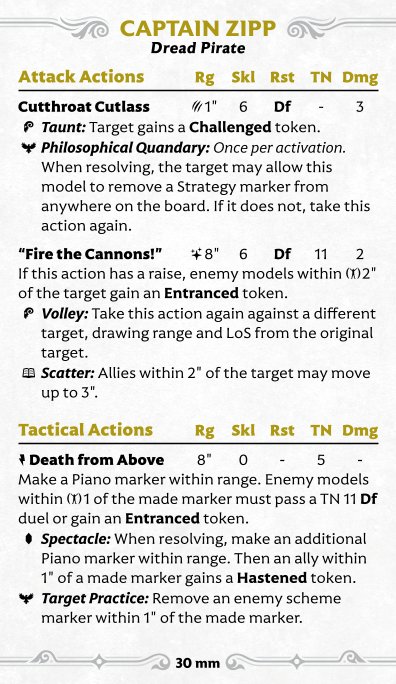 CAPTAIN ZIPP
Dread Pirate
Attack Actions Rg Skl Rst TN Dmg
Cutthroat Cutlass 1" 6 Df - 3
Taunt: Target gains a Challenged token.
Philosophical Quandary: Once per activation.
When resolving, the target may allow this
model to remove a Strategy marker from
anywhere on the board. If it does not, take this
action again.
“Fire the Cannons!” 8" 6 Df 11 2
If this action has a raise, enemy models within 2"
of the target gain an Entranced token.
Volley: Take this action again against a different
target, drawing range and LoS from the original
target.
Scatter: Allies within 2" of the target may move
up to 3".
Tactical Actions Rg Skl Rst TN Dmg
Death from Above 8" 0 - 5 -
Make a Piano marker within range. Enemy models
within 1 of the made marker must pass a TN 11 Df
duel or gain an Entranced token.
Spectacle: When resolving, make an additional
Piano marker within range. Then an ally within
1" of a made marker gains a Hastened token.
Target Practice: Remove an enemy scheme
marker within 1" of the made marker.
30 mm